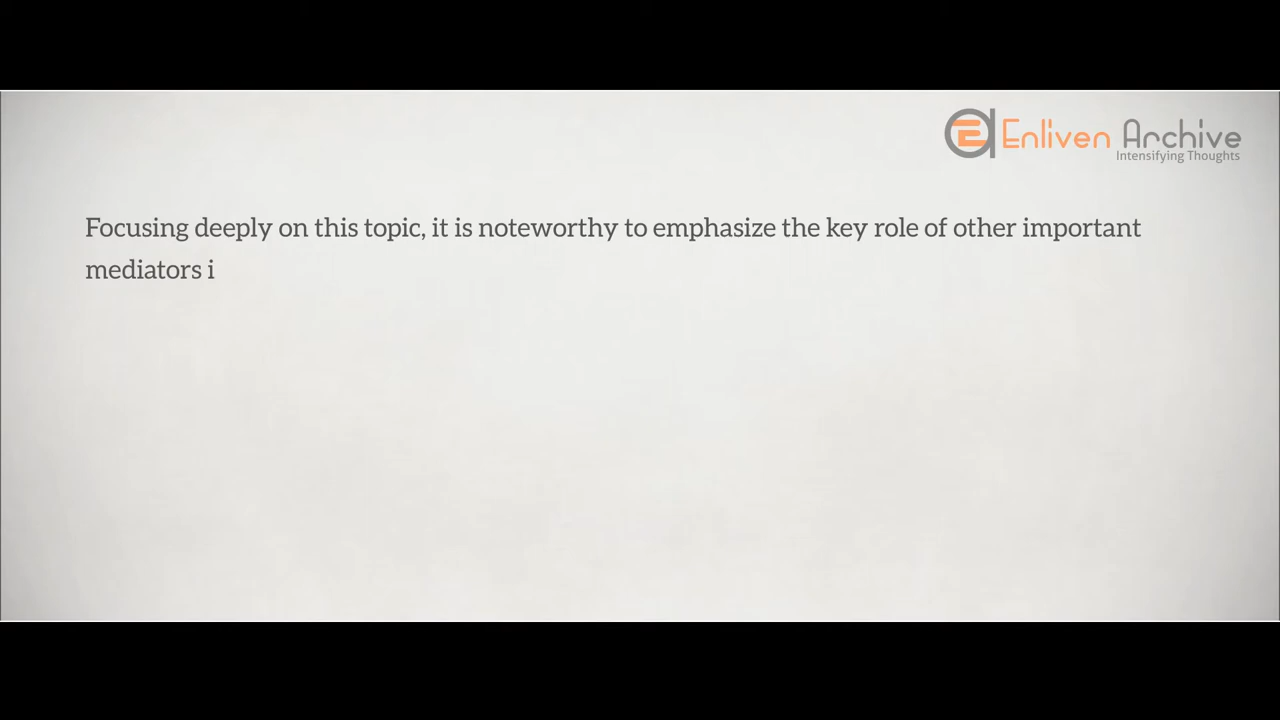 Enliven Archive
Intensifying Thoughts
Focusing deeply on this topic, it is noteworthy to emphasize the key role of other important
mediators i